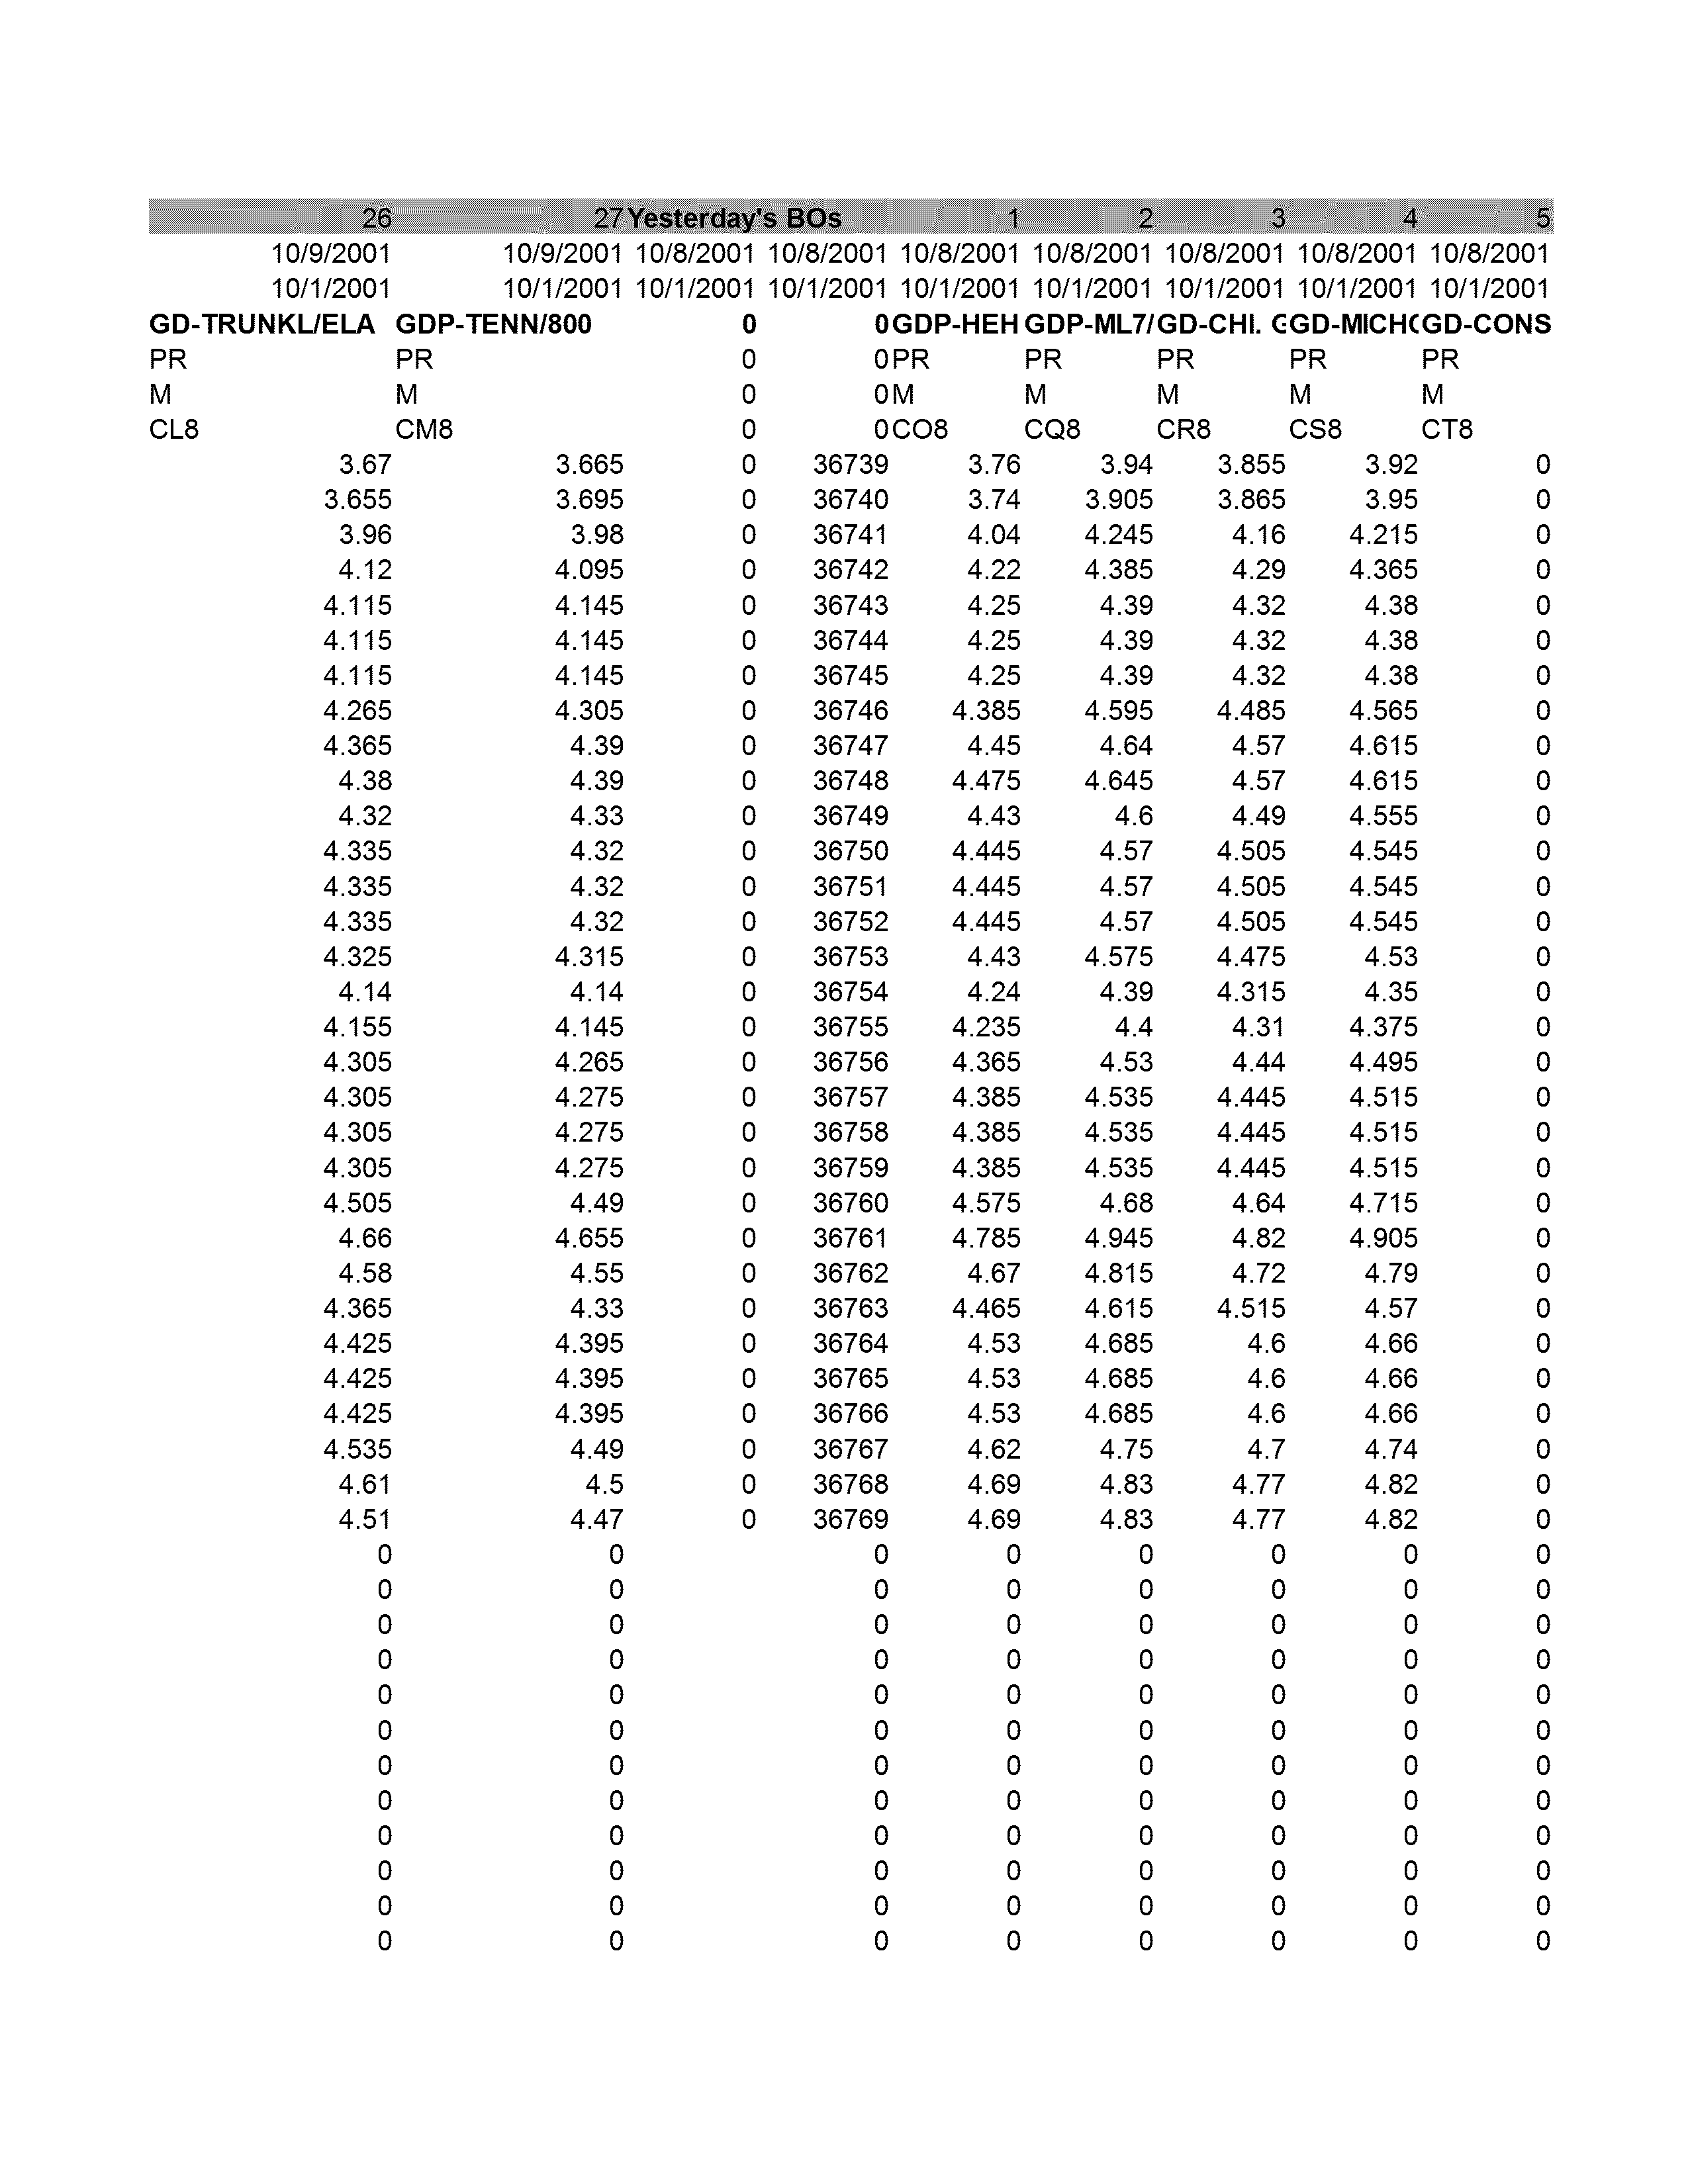 26 27 Yesterday's BOs 1 2 3 4 5
10/9/2001 10/9/2001 10/8/2001 10/8/2001 10/8/2001 10/8/2001 10/8/2001 10/8/2001 10/8/2001
10/1/2001 10/1/2001 10/1/2001 10/1/2001 10/1/2001 10/1/2001 10/1/2001 10/1/2001 10/1/2001
GD-TRUNKL/ELA GDP-TENN/800 0 0 GDP-HEH GDP-ML7/ GD-CHI. G GD-MICHC GD-CONS
PR PR 0 0 PR PR PR PR PR
M M 0 0 M M M M M
CL8 CM8 0 0 CO8 CQ8 CR8 CS8 CT8
3.67 3.665 0 36739 3.76 3.94 3.855 3.92 0
3.655 3.695 0 36740 3.74 3.905 3.865 3.95 0
3.96 3.98 0 36741 4.04 4.245 4.16 4.215 0
4.12 4.095 0 36742 4.22 4.385 4.29 4.365 0
4.115 4.145 0 36743 4.25 4.39 4.32 4.38 0
4.115 4.145 0 36744 4.25 4.39 4.32 4.38 0
4.115 4.145 0 36745 4.25 4.39 4.32 4.38 0
4.265 4.305 0 36746 4.385 4.595 4.485 4.565 0
4.365 4.39 0 36747 4.45 4.64 4.57 4.615 0
4.38 4.39 0 36748 4.475 4.645 4.57 4.615 0
4.32 4.33 0 36749 4.43 4.6 4.49 4.555 0
4.335 4.32 0 36750 4.445 4.57 4.505 4.545 0
4.335 4.32 0 36751 4.445 4.57 4.505 4.545 0
4.335 4.32 0 36752 4.445 4.57 4.505 4.545 0
4.325 4.315 0 36753 4.43 4.575 4.475 4.53 0
4.14 4.14 0 36754 4.24 4.39 4.315 4.35 0
4.155 4.145 0 36755 4.235 4.4 4.31 4.375 0
4.305 4.265 0 36756 4.365 4.53 4.44 4.495 0
4.305 4.275 0 36757 4.385 4.535 4.445 4.515 0
4.305 4.275 0 36758 4.385 4.535 4.445 4.515 0
4.305 4.275 0 36759 4.385 4.535 4.445 4.515 0
4.505 4.49 0 36760 4.575 4.68 4.64 4.715 0
4.66 4.655 0 36761 4.785 4.945 4.82 4.905 0
4.58 4.55 0 36762 4.67 4.815 4.72 4.79 0
4.365 4.33 0 36763 4.465 4.615 4.515 4.57 0
4.425 4.395 0 36764 4.53 4.685 4.6 4.66 0
4.425 4.395 0 36765 4.53 4.685 4.6 4.66 0
4.425 4.395 0 36766 4.53 4.685 4.6 4.66 0
4.535 4.49 0 36767 4.62 4.75 4.7 4.74 0
4.61 4.5 0 36768 4.69 4.83 4.77 4.82 0
4.51 4.47 0 36769 4.69 4.83 4.77 4.82 0
0 0 0 0 0 0 0 0
0 0 0 0 0 0 0 0
0 0 0 0 0 0 0 0
0 0 0 0 0 0 0 0
0 0 0 0 0 0 0 0
0 0 0 0 0 0 0 0
0 0 0 0 0 0 0 0
0 0 0 0 0 0 0 0
0 0 0 0 0 0 0 0
0 0 0 0 0 0 0 0
0 0 0 0 0 0 0 0
0 0 0 0 0 0 0 0